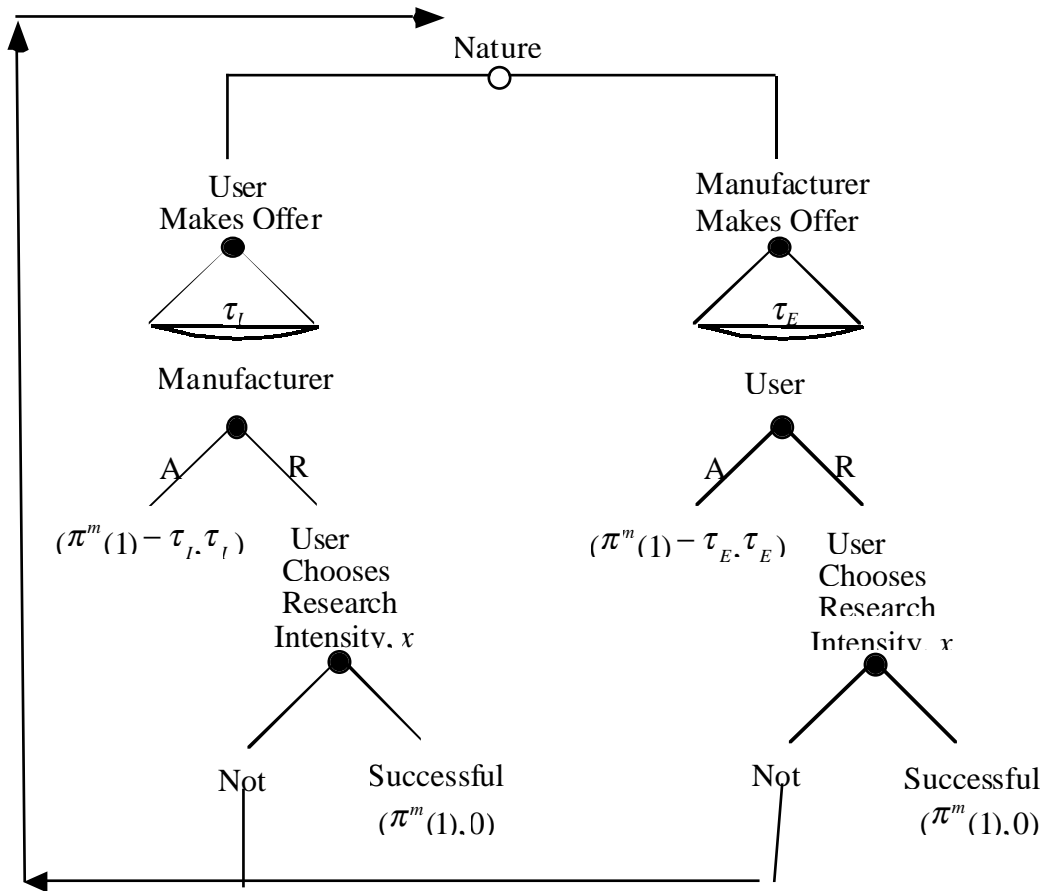 Nature
User
Makes Offer
Manufacturer
Makes Offer
τ_I
τ_E
Manufacturer
User
A
R
A
R
(π^m(1) − τ_I, τ_I)
(π^m(1) − τ_E, τ_E)
User
Chooses
Research
Intensity, x
User
Chooses
Research
Intensity, x
Not
Successful
(π^m(1),0)
Not
Successful
(π^m(1),0)